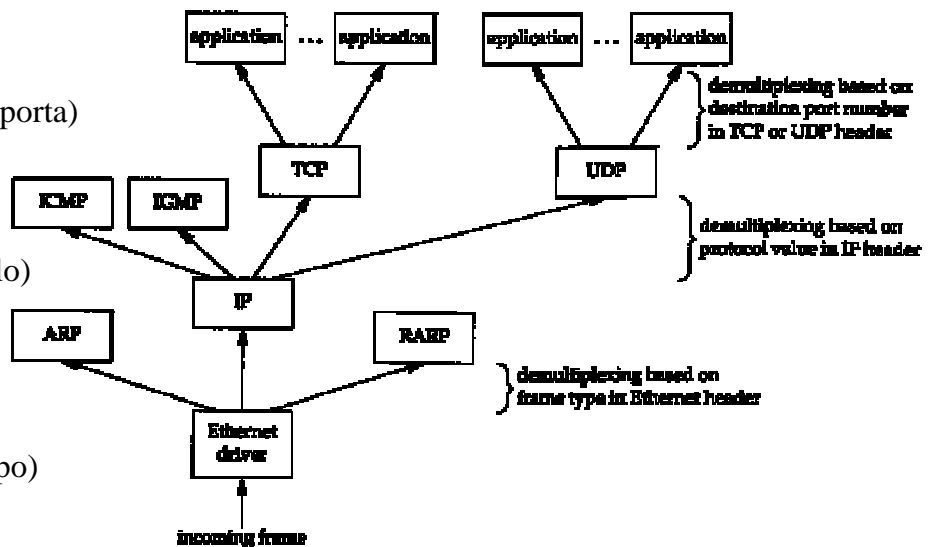 application ... application
application ... application
demultiplexing based on
destination port number
in TCP or UDP header
porta)
TCP
UDP
ICMP
IGMP
demultiplexing based on
protocol value in IP header
lo)
IP
ARP
RARP
demultiplexing based on
frame type in Ethernet header
Ethernet
driver
po)
incoming frame